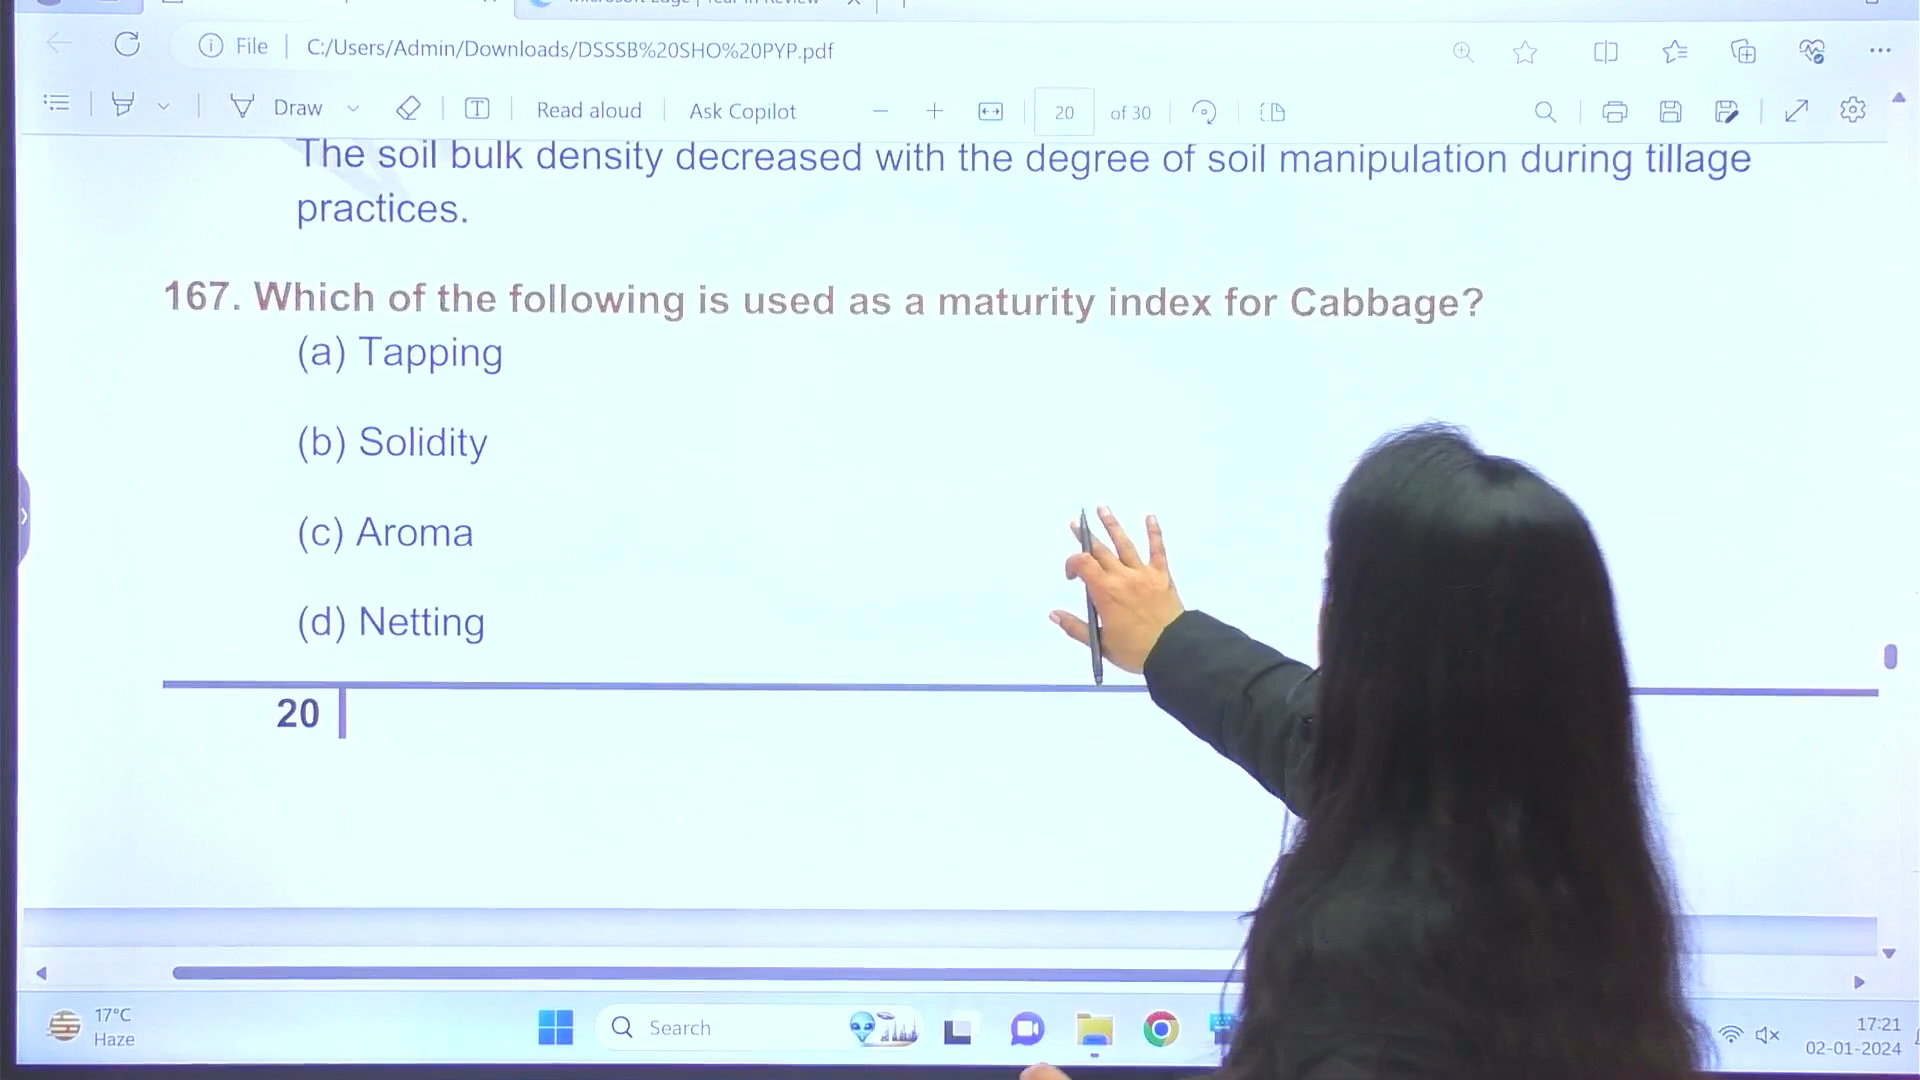 File
C:/Users/Admin/Downloads/DSSSB%20SHO%20PYP.pdf
Draw
Read aloud
Ask Copilot
20
of 30
The soil bulk density decreased with the degree of soil manipulation during tillage
practices.
167. Which of the following is used as a maturity index for Cabbage?
(a) Tapping
(b) Solidity
(c) Aroma
(d) Netting
20
17°C
Haze
Search
17:21
02-01-2024